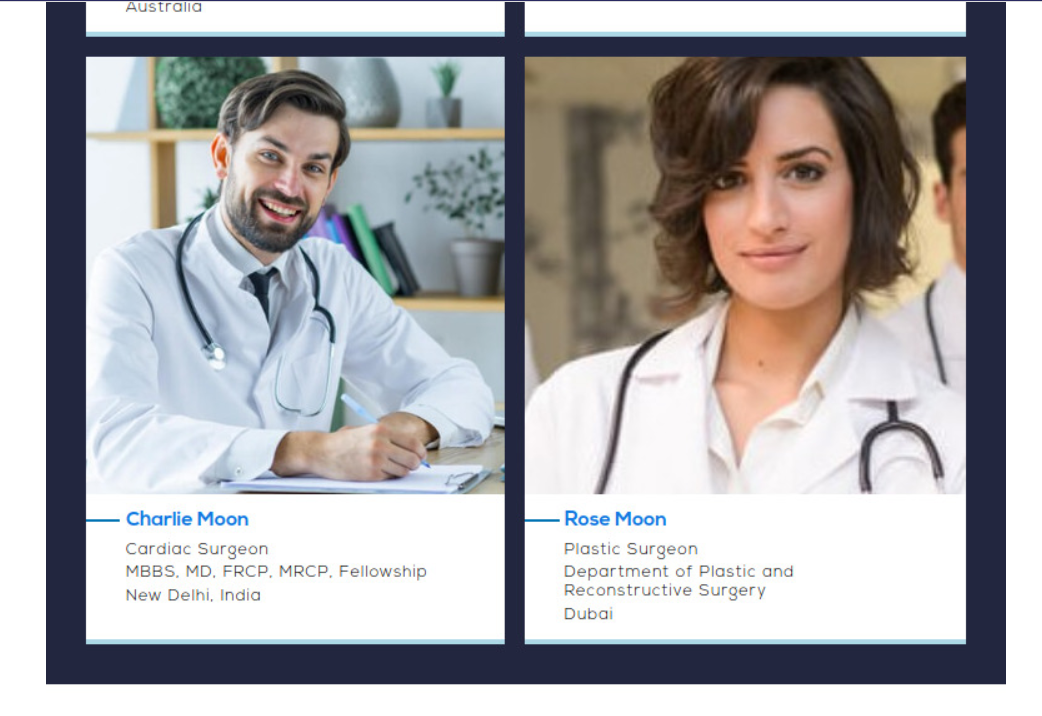 Australia
Charlie Moon
Cardiac Surgeon
MBBS, MD, FRCP, MRCP, Fellowship
New Delhi, India
Rose Moon
Plastic Surgeon
Department of Plastic and
Reconstructive Surgery
Dubai